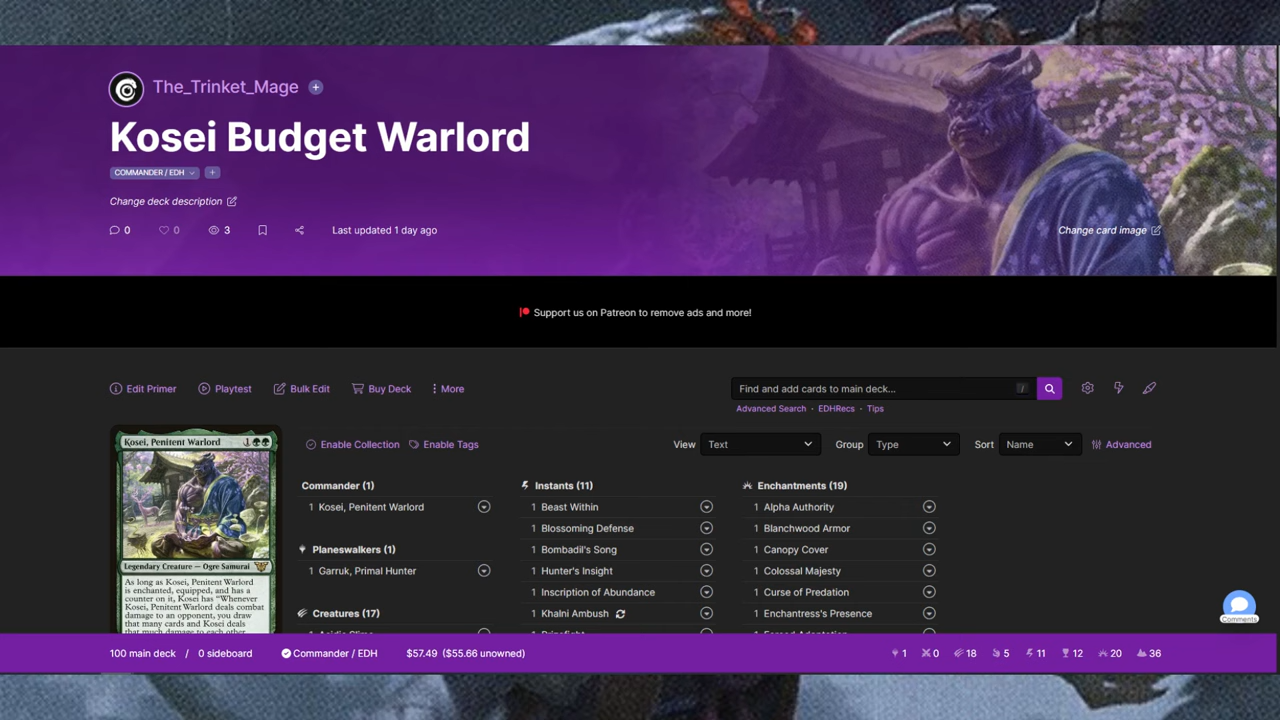 The_Trinket_Mage
Kosei Budget Warlord
COMMANDER / EDH
Change deck description
0 0 3 Last updated 1 day ago
Change card image
Support us on Patreon to remove ads and more!
Edit Primer Playtest Bulk Edit Buy Deck More
Find and add cards to main deck... /
Advanced Search · EDHRecs · Tips
Kosei, Penitent Warlord 1
Legendary Creature — Ogre Samurai
As long as Kosei, Penitent Warlord
is enchanted, equipped, and has a
counter on it, Kosei has "Whenever
Kosei, Penitent Warlord deals combat
damage to an opponent, you draw
that many cards and Kosei deals
that much damage to each other
Enable Collection Enable Tags
View Text Group Type Sort Name Advanced
Commander (1)
1 Kosei, Penitent Warlord
Planeswalkers (1)
1 Garruk, Primal Hunter
Creatures (17)
Instants (11)
1 Beast Within
1 Blossoming Defense
1 Bombadil's Song
1 Hunter's Insight
1 Inscription of Abundance
1 Khalni Ambush
Enchantments (19)
1 Alpha Authority
1 Blanchwood Armor
1 Canopy Cover
1 Colossal Majesty
1 Curse of Predation
1 Enchantress's Presence
Comments
100 main deck / 0 sideboard Commander / EDH $57.49 ($55.66 unowned) 1 0 18 5 11 12 20 36